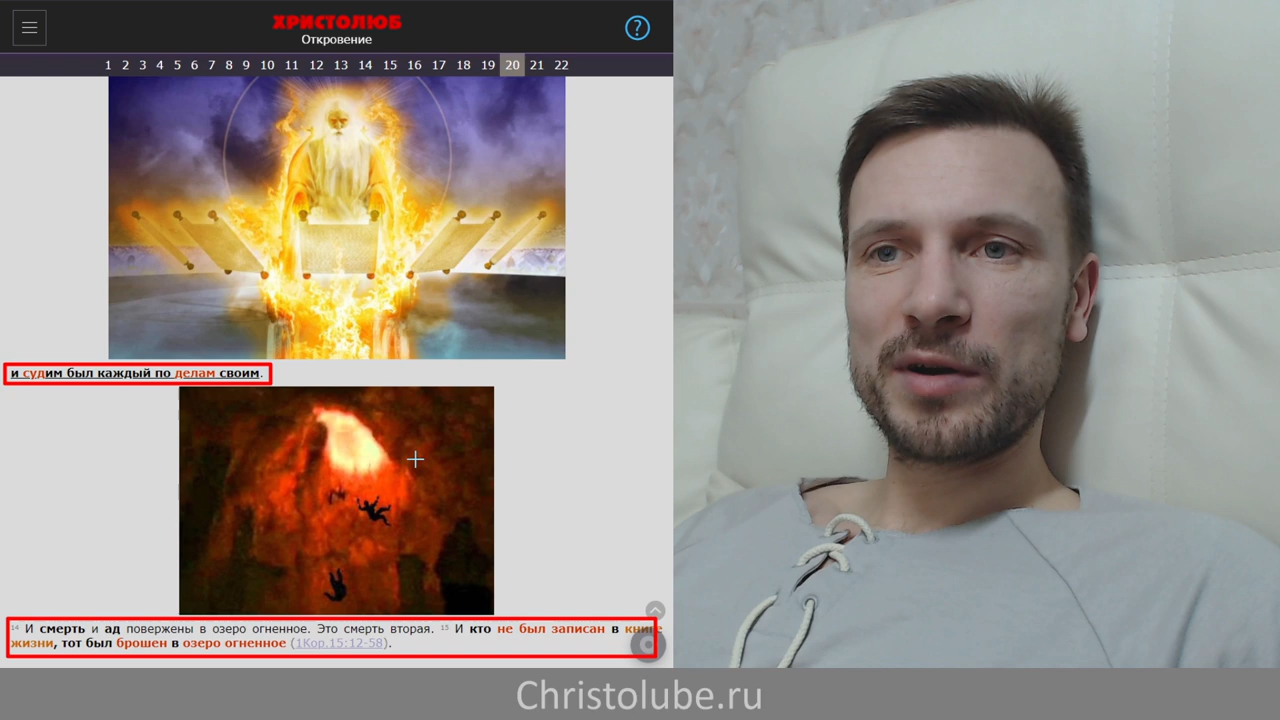 ХРИСТОЛЮБ
Откровение
1 2 3 4 5 6 7 8 9 10 11 12 13 14 15 16 17 18 19 20 21 22
и судим был каждый по делам своим.
14 И смерть и ад повержены в озеро огненное. Это смерть вторая. 15 И кто не был записан в книге
жизни, тот был брошен в озеро огненное (1Кор.15:12-58).
Christolube.ru